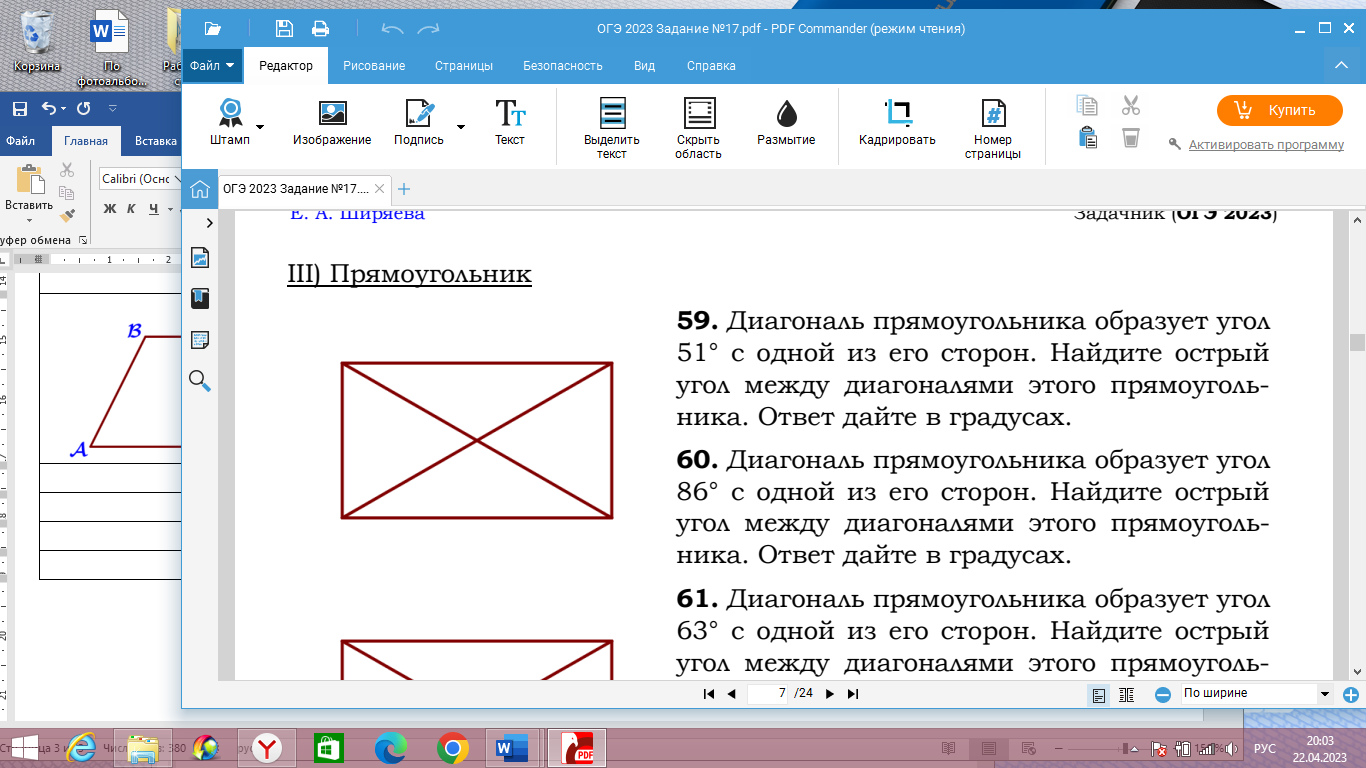 Корзина
По
фотоальбо...
ОГЭ 2023 Задание №17.pdf - PDF Commander (режим чтения)
Файл Редактор Рисование Страницы Безопасность Вид Справка
Файл Главная Вставка
Штамп Изображение Подпись Текст Выделить текст Скрыть область Размытие Кадрировать Номер страницы
Купить
Активировать программу
Calibri (Осно
Вставить
Ж К Ч
уфер обмена
ОГЭ 2023 Задание №17....
Е. А. Ширяева Задачник (ОГЭ 2023)
1 2
III) Прямоугольник
B
A
59. Диагональ прямоугольника образует угол
51° с одной из его сторон. Найдите острый
угол между диагоналями этого прямоуголь-
ника. Ответ дайте в градусах.
60. Диагональ прямоугольника образует угол
86° с одной из его сторон. Найдите острый
угол между диагоналями этого прямоуголь-
ника. Ответ дайте в градусах.
61. Диагональ прямоугольника образует угол
63° с одной из его сторон. Найдите острый
угол между диагоналями этого прямоуголь-
7 /24
По ширине
РУС
20:03
22.04.2023